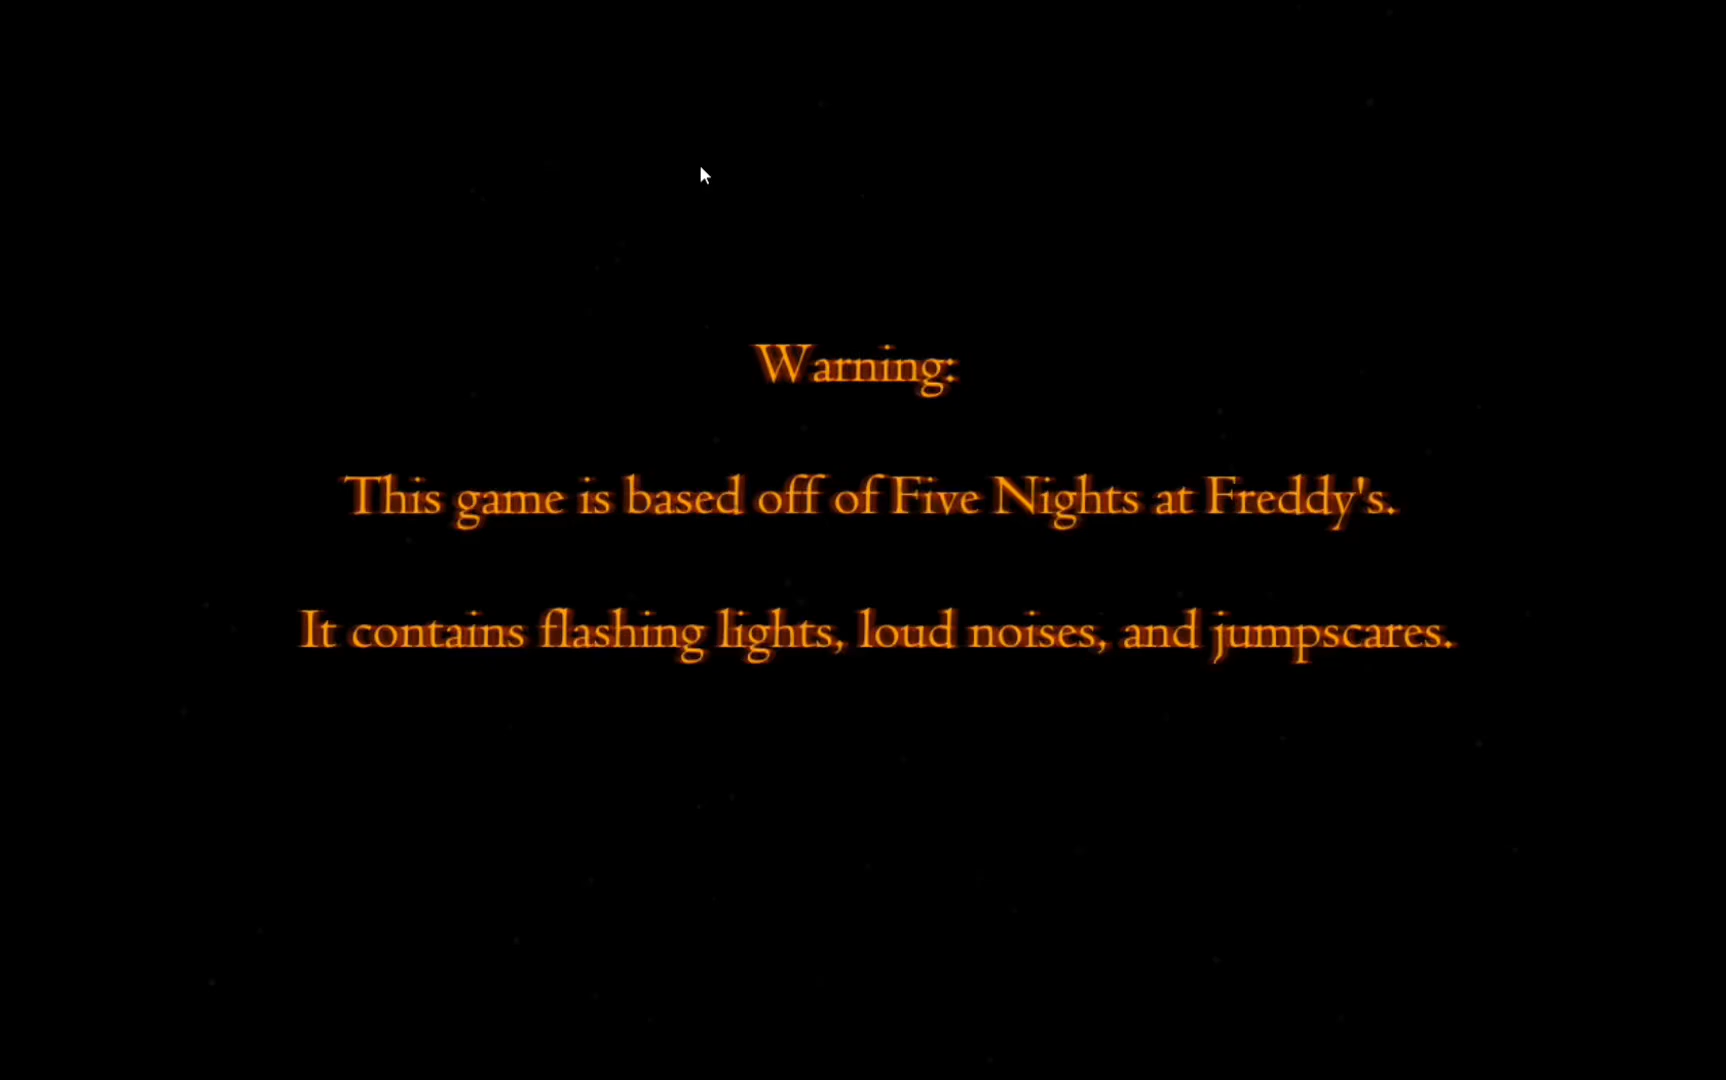 Warning:
This game is based off of Five Nights at Freddy's.
It contains flashing lights, loud noises, and jumpscares.